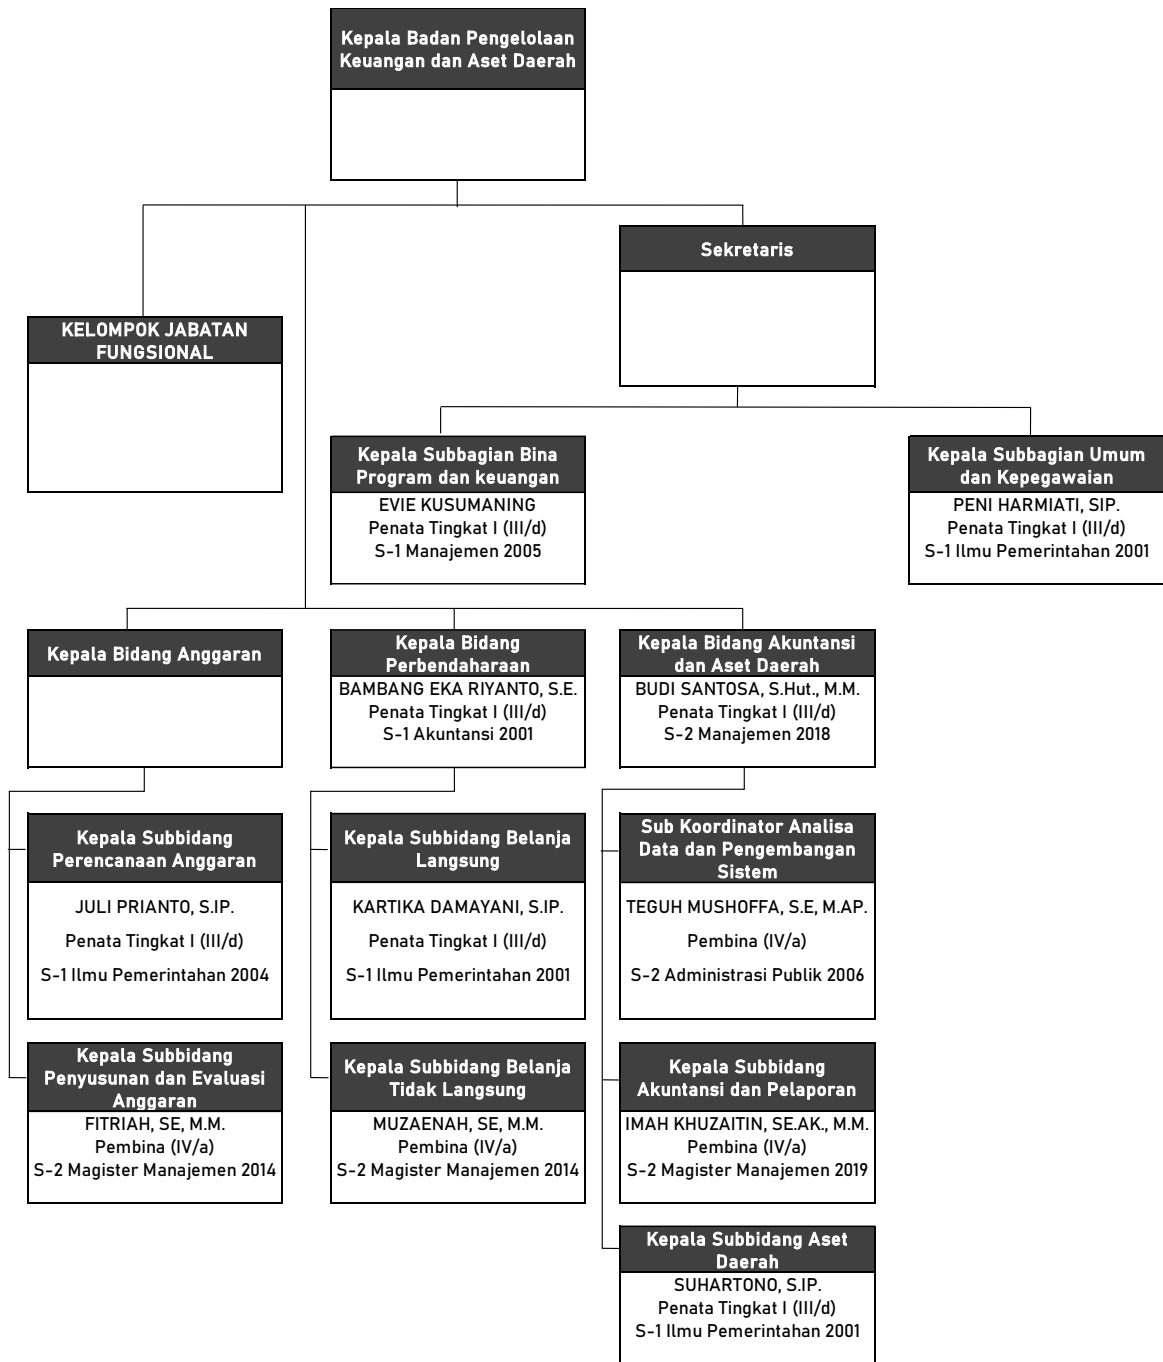 Kepala Badan Pengelolaan
Keuangan dan Aset Daerah
Sekretaris
KELOMPOK JABATAN
FUNGSIONAL
Kepala Subbagian Bina
Program dan keuangan
EVIE KUSUMANING
Penata Tingkat I (III/d)
S-1 Manajemen 2005
Kepala Subbagian Umum
dan Kepegawaian
PENI HARMIATI, SIP.
Penata Tingkat I (III/d)
S-1 Ilmu Pemerintahan 2001
Kepala Bidang Anggaran
Kepala Bidang
Perbendaharaan
BAMBANG EKA RIYANTO, S.E.
Penata Tingkat I (III/d)
S-1 Akuntansi 2001
Kepala Bidang Akuntansi
dan Aset Daerah
BUDI SANTOSA, S.Hut., M.M.
Penata Tingkat I (III/d)
S-2 Manajemen 2018
Kepala Subbidang
Perencanaan Anggaran
JULI PRIANTO, S.IP.
Penata Tingkat I (III/d)
S-1 Ilmu Pemerintahan 2004
Kepala Subbidang Belanja
Langsung
KARTIKA DAMAYANI, S.IP.
Penata Tingkat I (III/d)
S-1 Ilmu Pemerintahan 2001
Sub Koordinator Analisa
Data dan Pengembangan
Sistem
TEGUH MUSHOFFA, S.E, M.AP.
Pembina (IV/a)
S-2 Administrasi Publik 2006
Kepala Subbidang
Penyusunan dan Evaluasi
Anggaran
FITRIAH, SE, M.M.
Pembina (IV/a)
S-2 Magister Manajemen 2014
Kepala Subbidang Belanja
Tidak Langsung
MUZAENAH, SE, M.M.
Pembina (IV/a)
S-2 Magister Manajemen 2014
Kepala Subbidang
Akuntansi dan Pelaporan
IMAH KHUZAITIN, SE.AK., M.M.
Pembina (IV/a)
S-2 Magister Manajemen 2019
Kepala Subbidang Aset
Daerah
SUHARTONO, S.IP.
Penata Tingkat I (III/d)
S-1 Ilmu Pemerintahan 2001